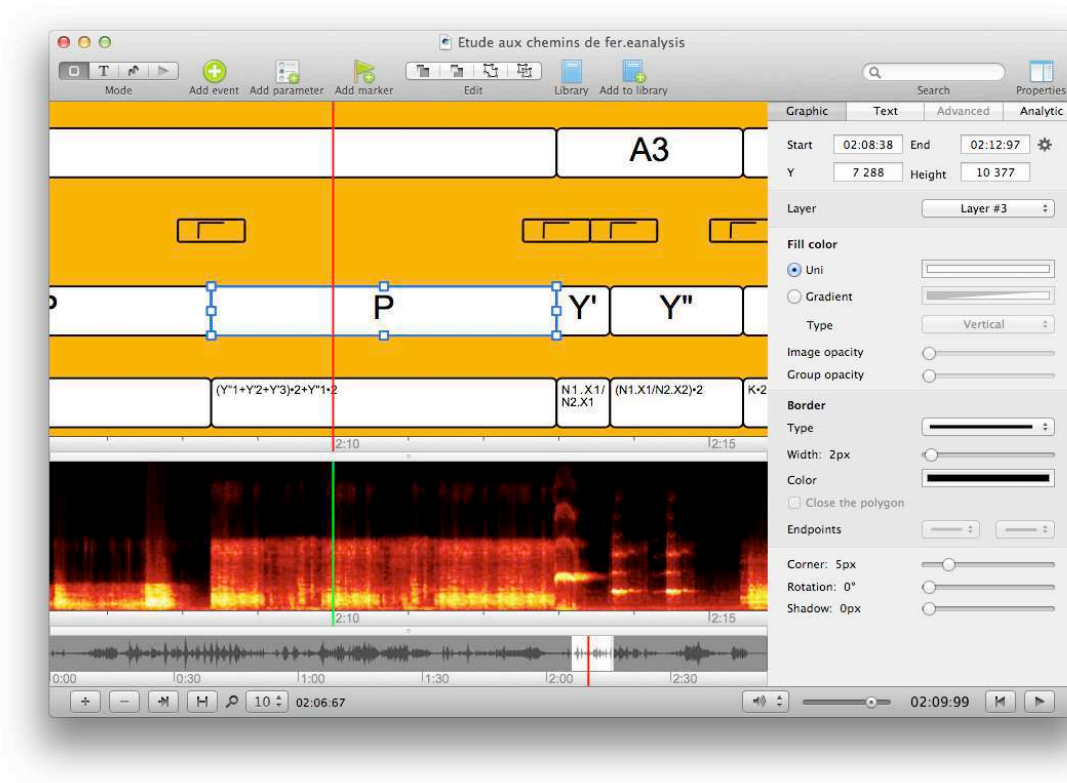 Etude aux chemins de fer.eanalysis
T
Mode Add event Add parameter Add marker Edit Library Add to library Search Properties
Graphic Text Advanced Analytic
Start 02:08:38 End 02:12:97
Y 7 288 Height 10 377
Layer Layer #3
Fill color
Uni
Gradient
Type Vertical
Image opacity
Group opacity
Border
Type
Width: 2px
Color
Close the polygon
Endpoints
Corner: 5px
Rotation: 0°
Shadow: 0px
A3
P Y' Y"
(Y"1+Y'2+Y'3)•2+Y"1•2 N1.X1/ (N1.X1/N2.X2)•2 K•2
N2.X1
2:10 2:15
2:10 2:15
0:00 0:30 1:00 1:30 2:00 2:30
10 02:06:67 02:09:99